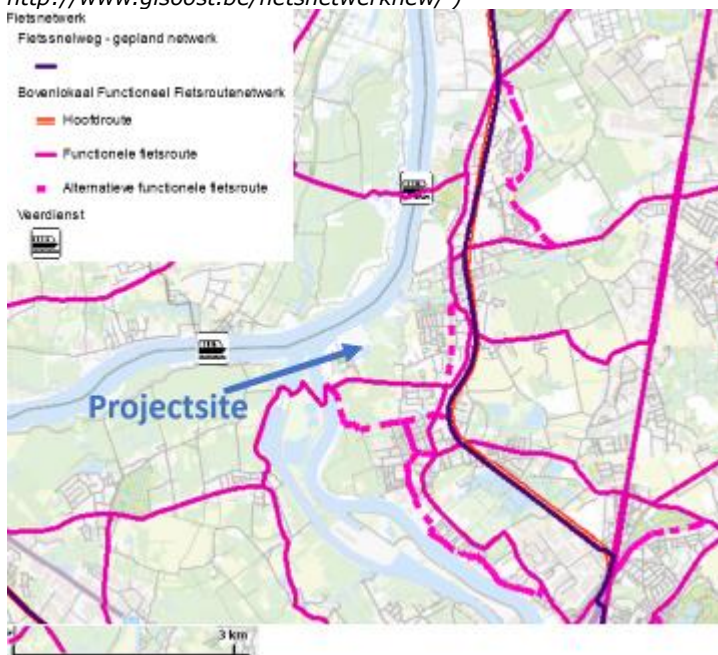 http://www.gisoost.be/fietsnetwerknew/ )
Fietsnetwerk
Fietssnelweg - gepland netwerk
Bovenlokaal Functioneel Fietsroutenetwerk
Hoofdroute
Functionele fietsroute
Alternatieve functionele fietsroute
Veerdienst
Projectsite
3 km